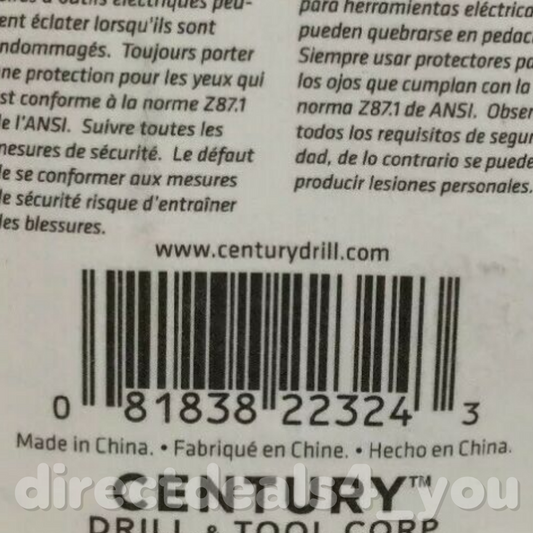 à outils électriques peu-
ent éclater lorsqu'ils sont
ndommagés. Toujours porter
ne protection pour les yeux qui
st conforme à la norme Z87.1
e l'ANSI. Suivre toutes les
nesures de sécurité. Le défaut
le se conformer aux mesures
le sécurité risque d'entraîner
les blessures.
para herramientas eléctrica
pueden quebrarse en pedac
Siempre usar protectores pa
los ojos que cumplan con la
norma Z87.1 de ANSI. Obser
todos los requisitos de segur
dad, de lo contrario se puede
producir lesiones personales.
www.centurydrill.com
0 81838 22324 3
Made in China. • Fabriqué en Chine. • Hecho en China.
directdeals4_you
CENTURY™
DRILL & TOOL CORP